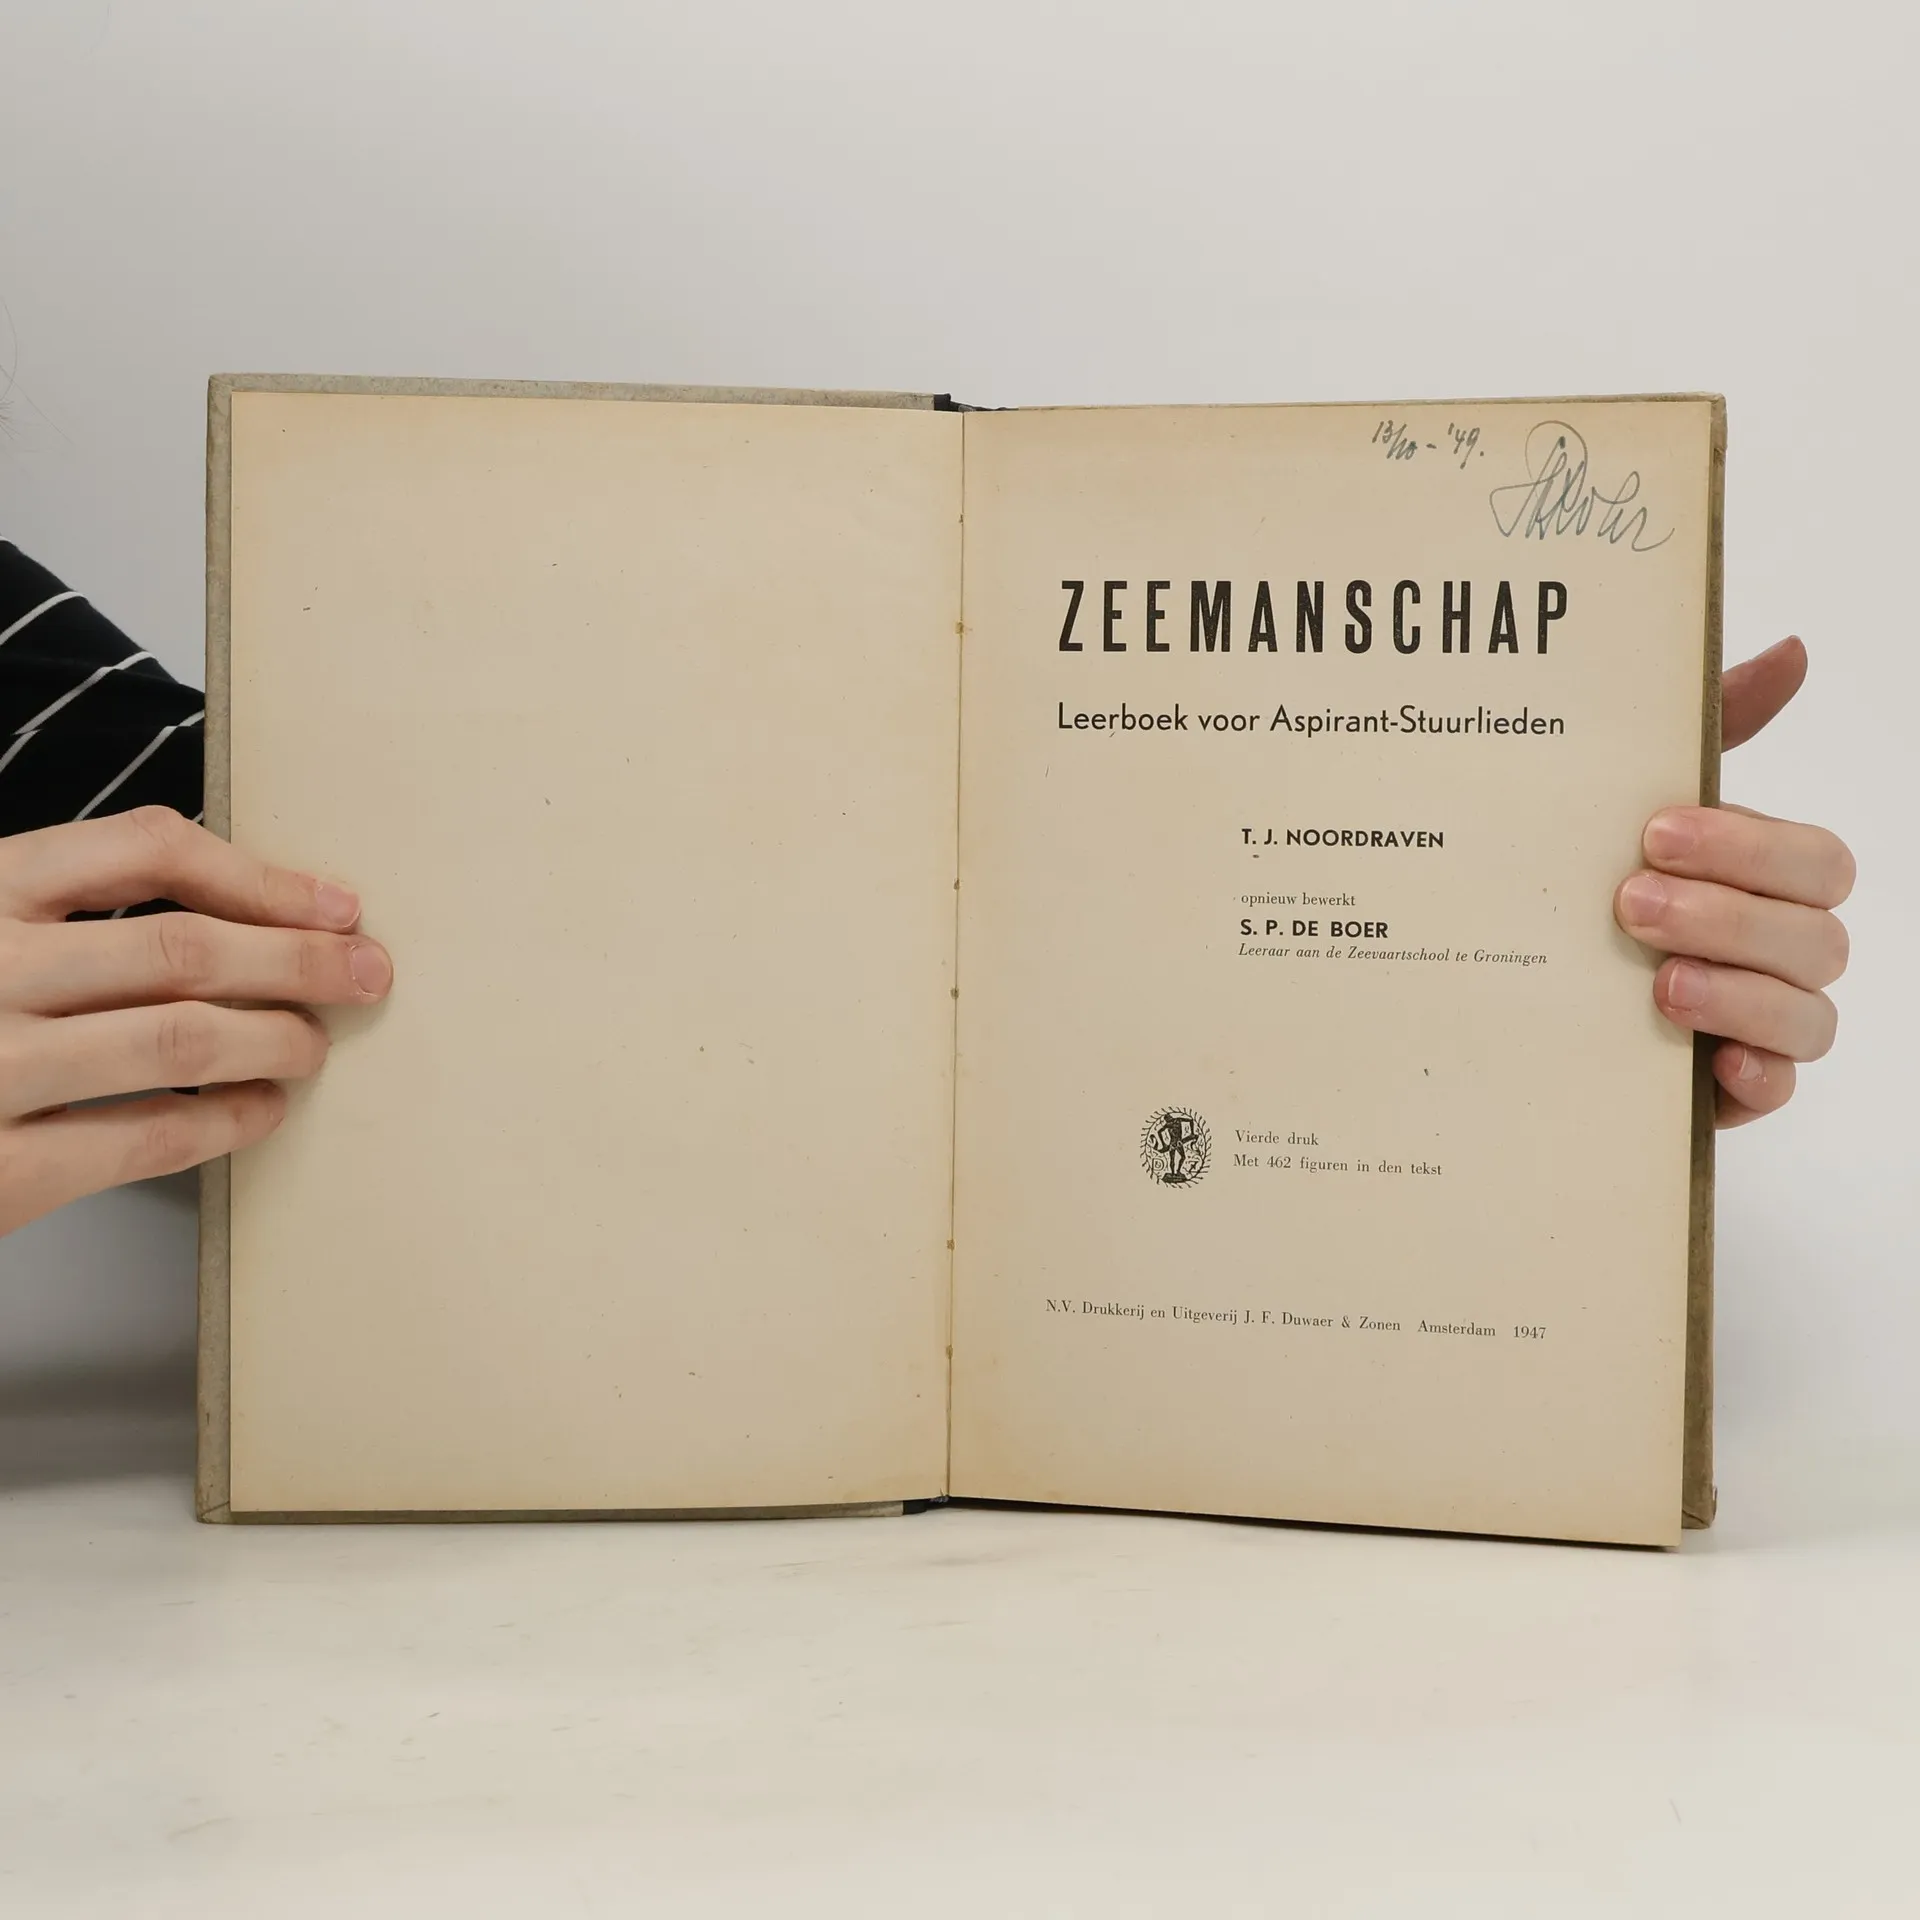 13/10 - '49.
ZEEMANSCHAP
Leerboek voor Aspirant-Stuurlieden
T. J. NOORDRAVEN
opnieuw bewerkt
S. P. DE BOER
Leeraar aan de Zeevaartschool te Groningen
Vierde druk
Met 462 figuren in den tekst
N.V. Drukkerij en Uitgeverij J. F. Duwaer & Zonen Amsterdam 1947